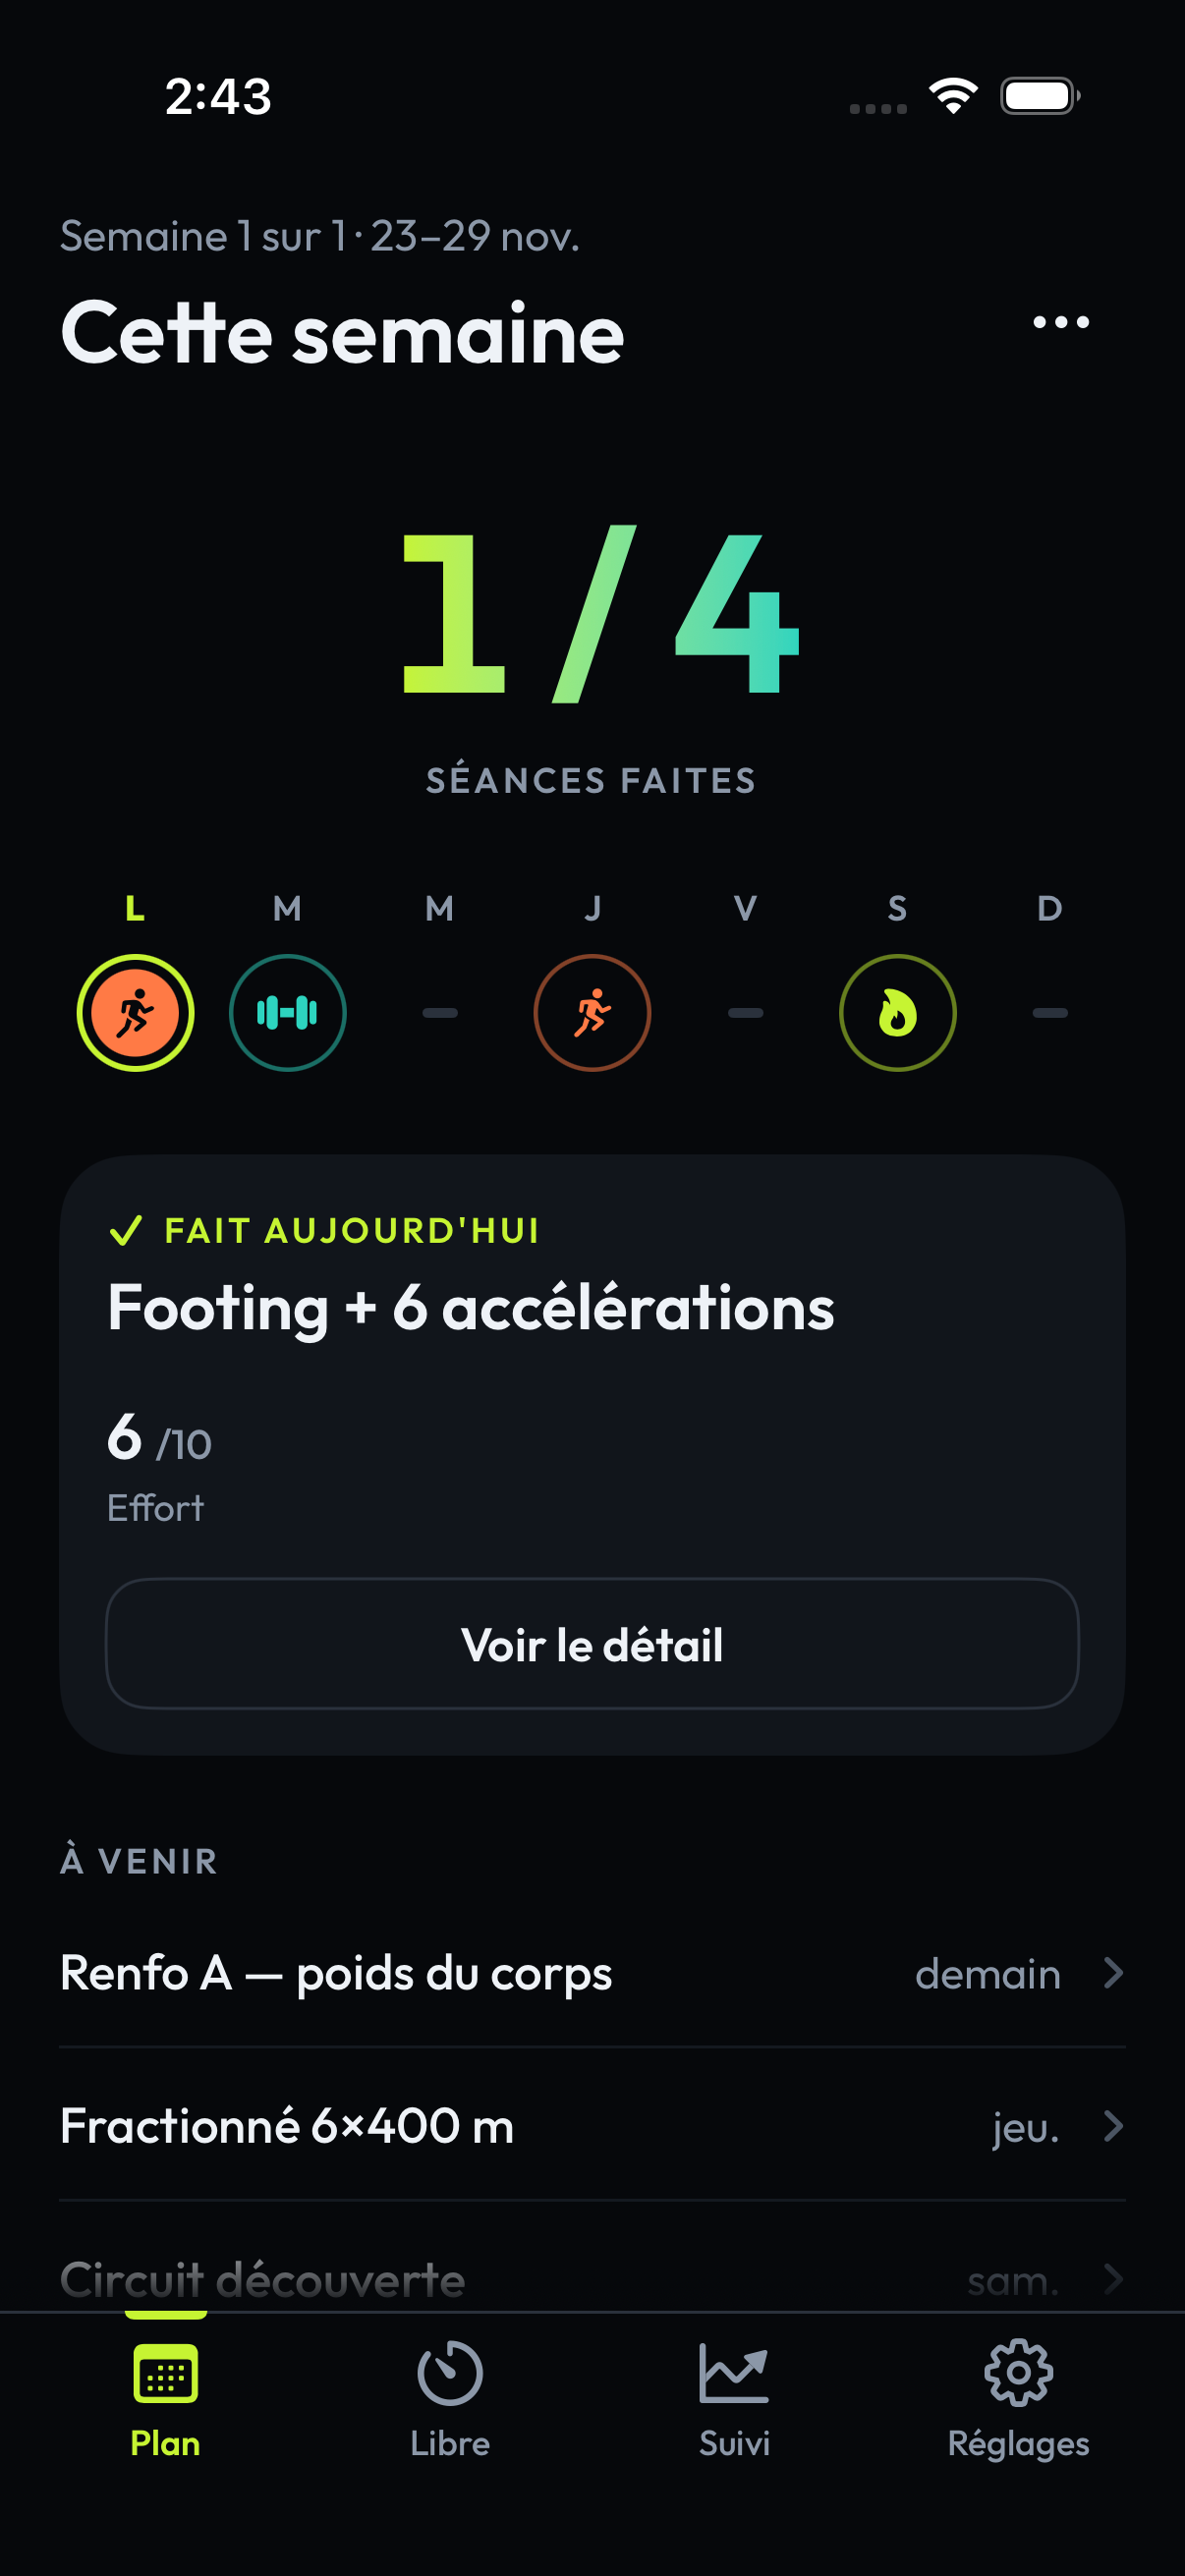 2:43
Semaine 1 sur 1 · 23–29 nov.
Cette semaine
1/4
SÉANCES FAITES
L M M J V S D
FAIT AUJOURD'HUI
Footing + 6 accélérations
6 /10
Effort
Voir le détail
À VENIR
Renfo A — poids du corps demain
Fractionné 6×400 m jeu.
Circuit découverte sam.
Plan Libre Suivi Réglages